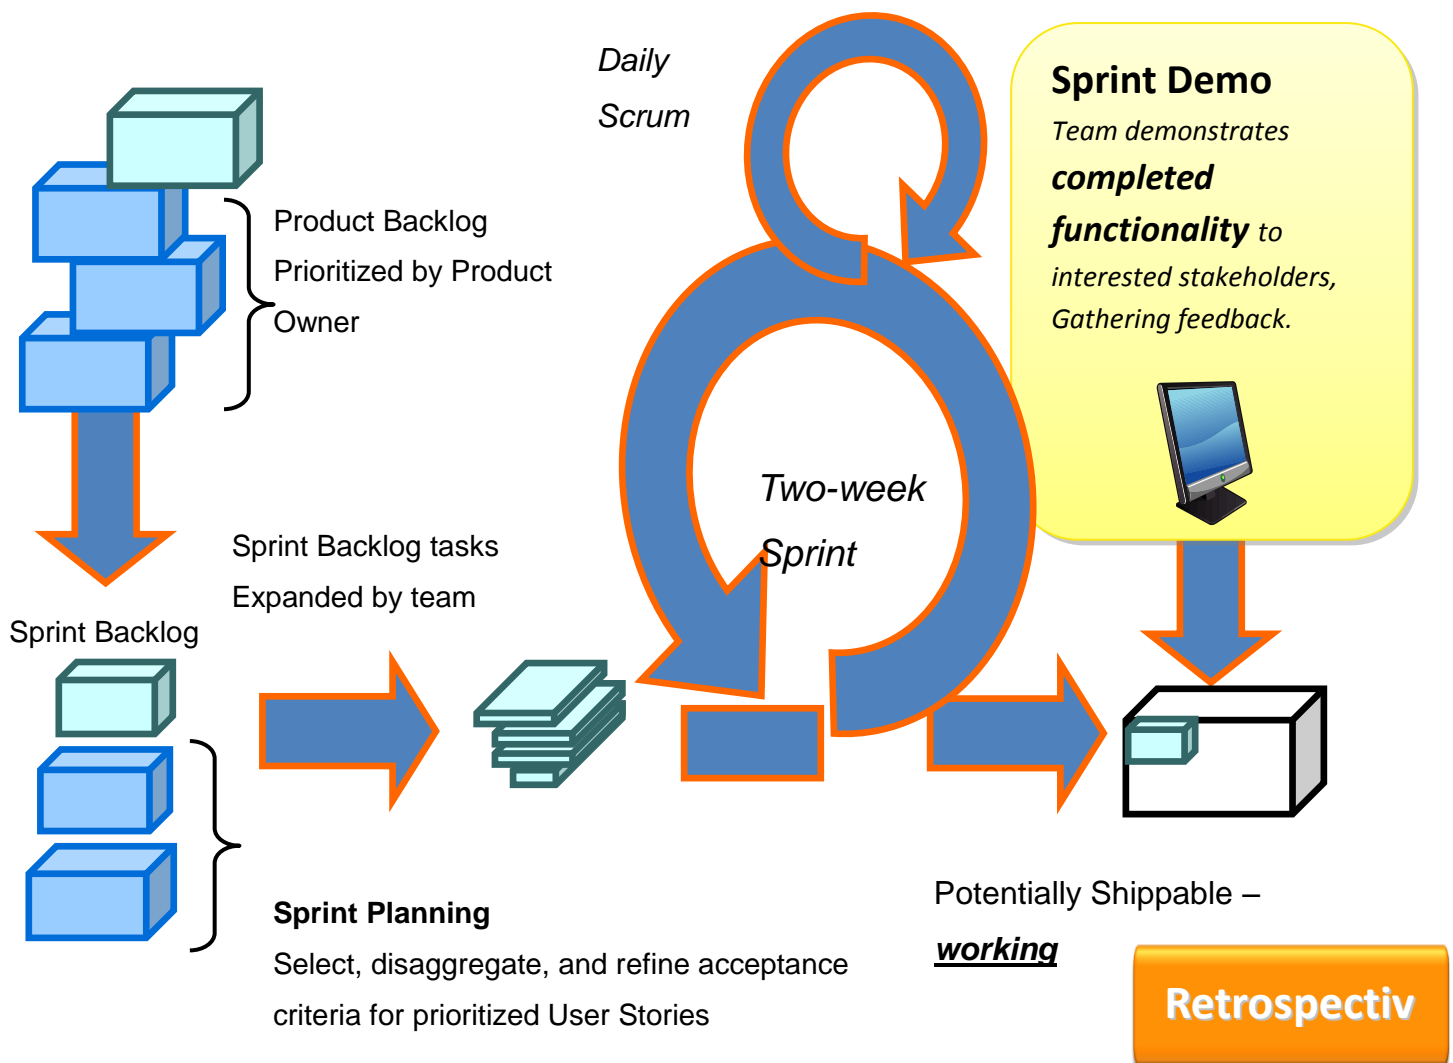 Daily
Scrum
Sprint Demo
Team demonstrates
completed
functionality to
interested stakeholders,
Gathering feedback.
Product Backlog
Prioritized by Product
Owner
Two-week
Sprint
Sprint Backlog tasks
Expanded by team
Sprint Backlog
Sprint Planning
Select, disaggregate, and refine acceptance
criteria for prioritized User Stories
Potentially Shippable –
working
Retrospectiv